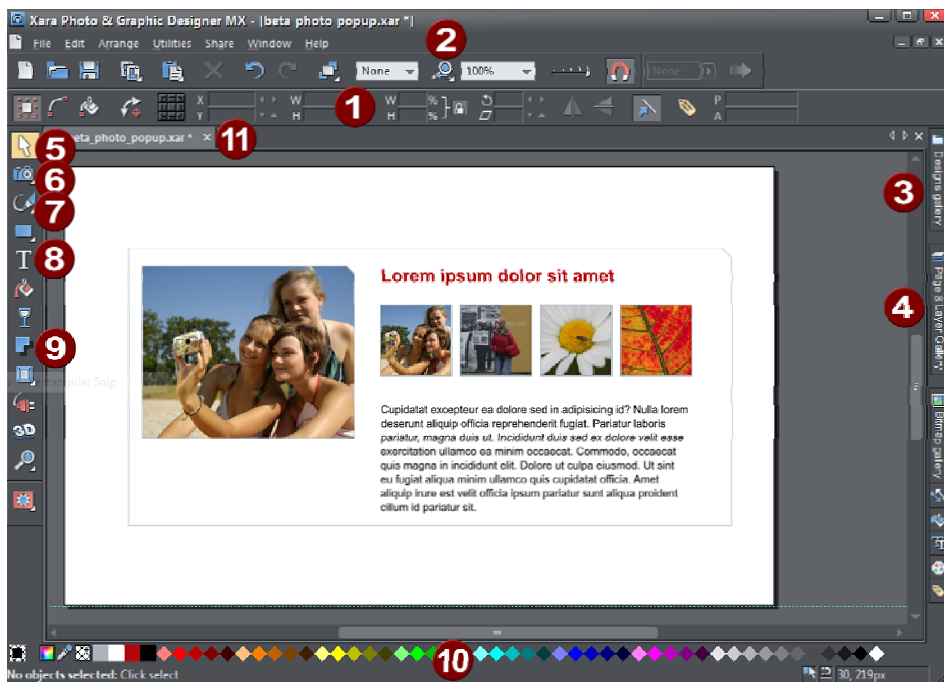 Xara Photo & Graphic Designer MX - [beta photo popup.xar *]
File Edit Arrange Utilities Share Window Help
2
None 100% None
X Y W H 1 W H % % P A
eta_photo_popup.xar * 11
5
6
7
T 8
9
3D
3
Designs gallery
4
Page & Layer Gallery
Bitmap gallery
Lorem ipsum dolor sit amet
Cupidatat excepteur ea dolore sed in adipisicing id? Nulla lorem
deserunt aliquip officia reprehenderit fugiat. Pariatur laboris
pariatur, magna duis ut. Incididunt duis sed ex dolore velit esse
exercitation ullamco ea minim occaecat. Commodo, occaecat
quis magna in incididunt elit. Dolore ut culpa eiusmod. Ut sint
eu fugiat aliqua minim ullamco quis cupidatat officia. Amet
aliquip irure est velit officia ipsum pariatur sunt aliqua proident
cillum id pariatur sit.
Snip
10
No objects selected: Click select
30, 219px